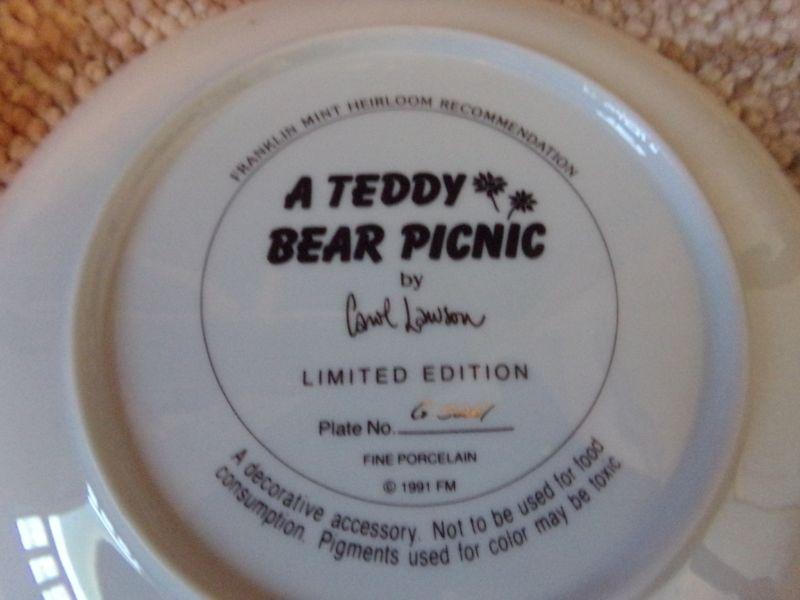 FRANKLIN MINT HEIRLOOM RECOMMENDATION
A TEDDY
BEAR PICNIC
by
Carol Lawson
LIMITED EDITION
Plate No.
FINE PORCELAIN
© 1991 FM
A decorative accessory. Not to be used for food
consumption. Pigments used for color may be toxic